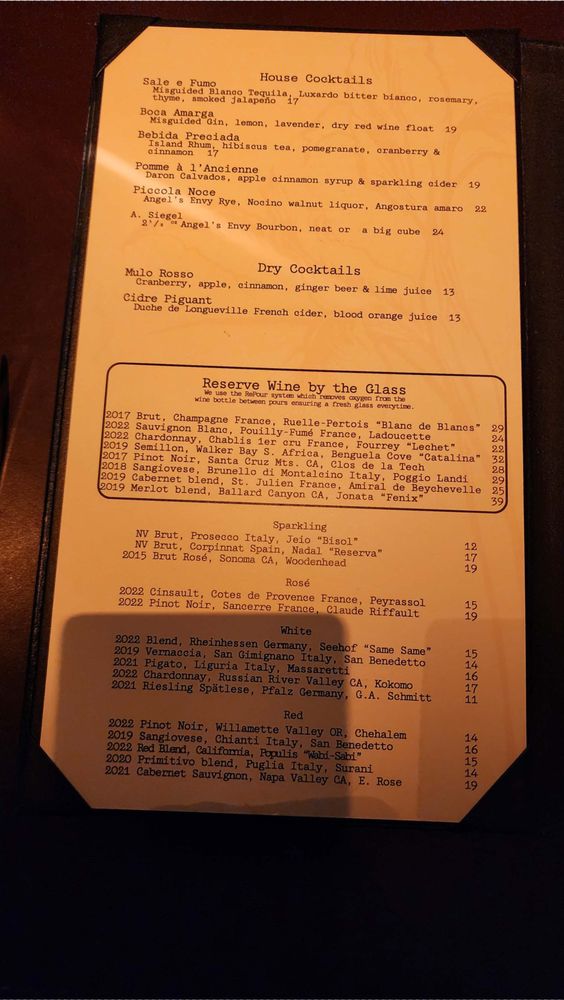 House Cocktails
Sale e Fumo
Misguided Blanco Tequila, Luxardo bitter bianco, rosemary,
thyme, smoked jalapeño 17
Boca Amarga
Misguided Gin, lemon, lavender, dry red wine float 19
Bebida Preciada
Island Rhum, hibiscus tea, pomegranate, cranberry &
cinnamon 17
Pomme à l'Ancienne
Daron Calvados, apple cinnamon syrup & sparkling cider 19
Piccola Noce
Angel's Envy Rye, Nocino walnut liquor, Angostura amaro 22
A. Siegel
2¹/₂ oz Angel's Envy Bourbon, neat or a big cube 24
Dry Cocktails
Mulo Rosso
Cranberry, apple, cinnamon, ginger beer & lime juice 13
Cidre Piguant
Duche de Longueville French cider, blood orange juice 13
Reserve Wine by the Glass
We use the RePour system which removes oxygen from the
wine bottle between pours ensuring a fresh glass everytime.
2017 Brut, Champagne France, Ruelle-Pertois "Blanc de Blancs" 29
2022 Sauvignon Blanc, Pouilly-Fumé France, Ladoucette 24
2022 Chardonnay, Chablis 1er cru France, Fourrey "Lechet" 22
2019 Semillon, Walker Bay S. Africa, Benguela Cove "Catalina" 32
2017 Pinot Noir, Santa Cruz Mts. CA, Clos de la Tech 28
2018 Sangiovese, Brunello di Montalcino Italy, Poggio Landi 29
2019 Cabernet blend, St. Julien France, Amiral de Beychevelle 25
2019 Merlot blend, Ballard Canyon CA, Jonata "Fenix" 39
Sparkling
NV Brut, Prosecco Italy, Jeio "Bisol" 12
NV Brut, Corpinnat Spain, Nadal "Reserva" 17
2015 Brut Rosé, Sonoma CA, Woodenhead 19
Rosé
2022 Cinsault, Cotes de Provence France, Peyrassol 15
2022 Pinot Noir, Sancerre France, Claude Riffault 19
White
2022 Blend, Rheinhessen Germany, Seehof "Same Same" 15
2019 Vernaccia, San Gimignano Italy, San Benedetto 14
2021 Pigato, Liguria Italy, Massaretti 16
2022 Chardonnay, Russian River Valley CA, Kokomo 17
2021 Riesling Spätlese, Pfalz Germany, G.A. Schmitt 11
Red
2022 Pinot Noir, Willamette Valley OR, Chehalem 14
2019 Sangiovese, Chianti Italy, San Benedetto 16
2022 Red Blend, California, Populis "Wabi-Sabi" 15
2020 Primitivo blend, Puglia Italy, Surani 14
2021 Cabernet Sauvignon, Napa Valley CA, E. Rose 19